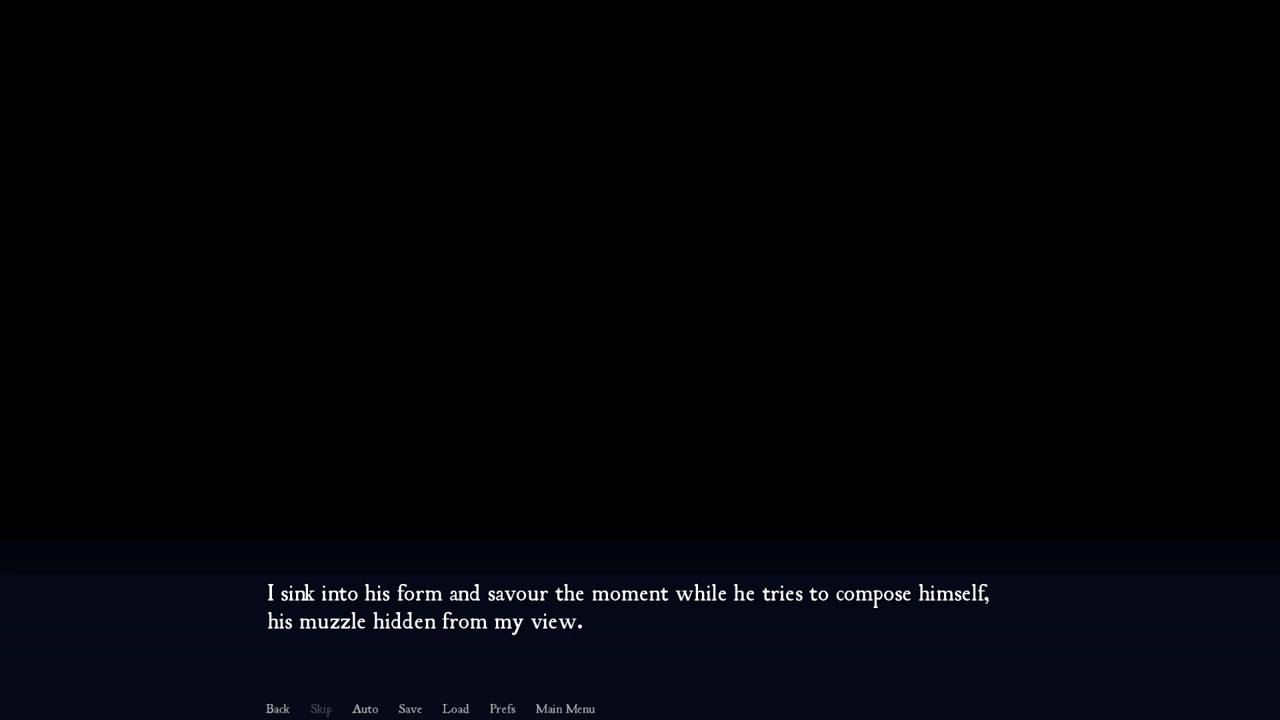 I sink into his form and savour the moment while he tries to compose himself,
his muzzle hidden from my view.
Back Skip Auto Save Load Prefs Main Menu